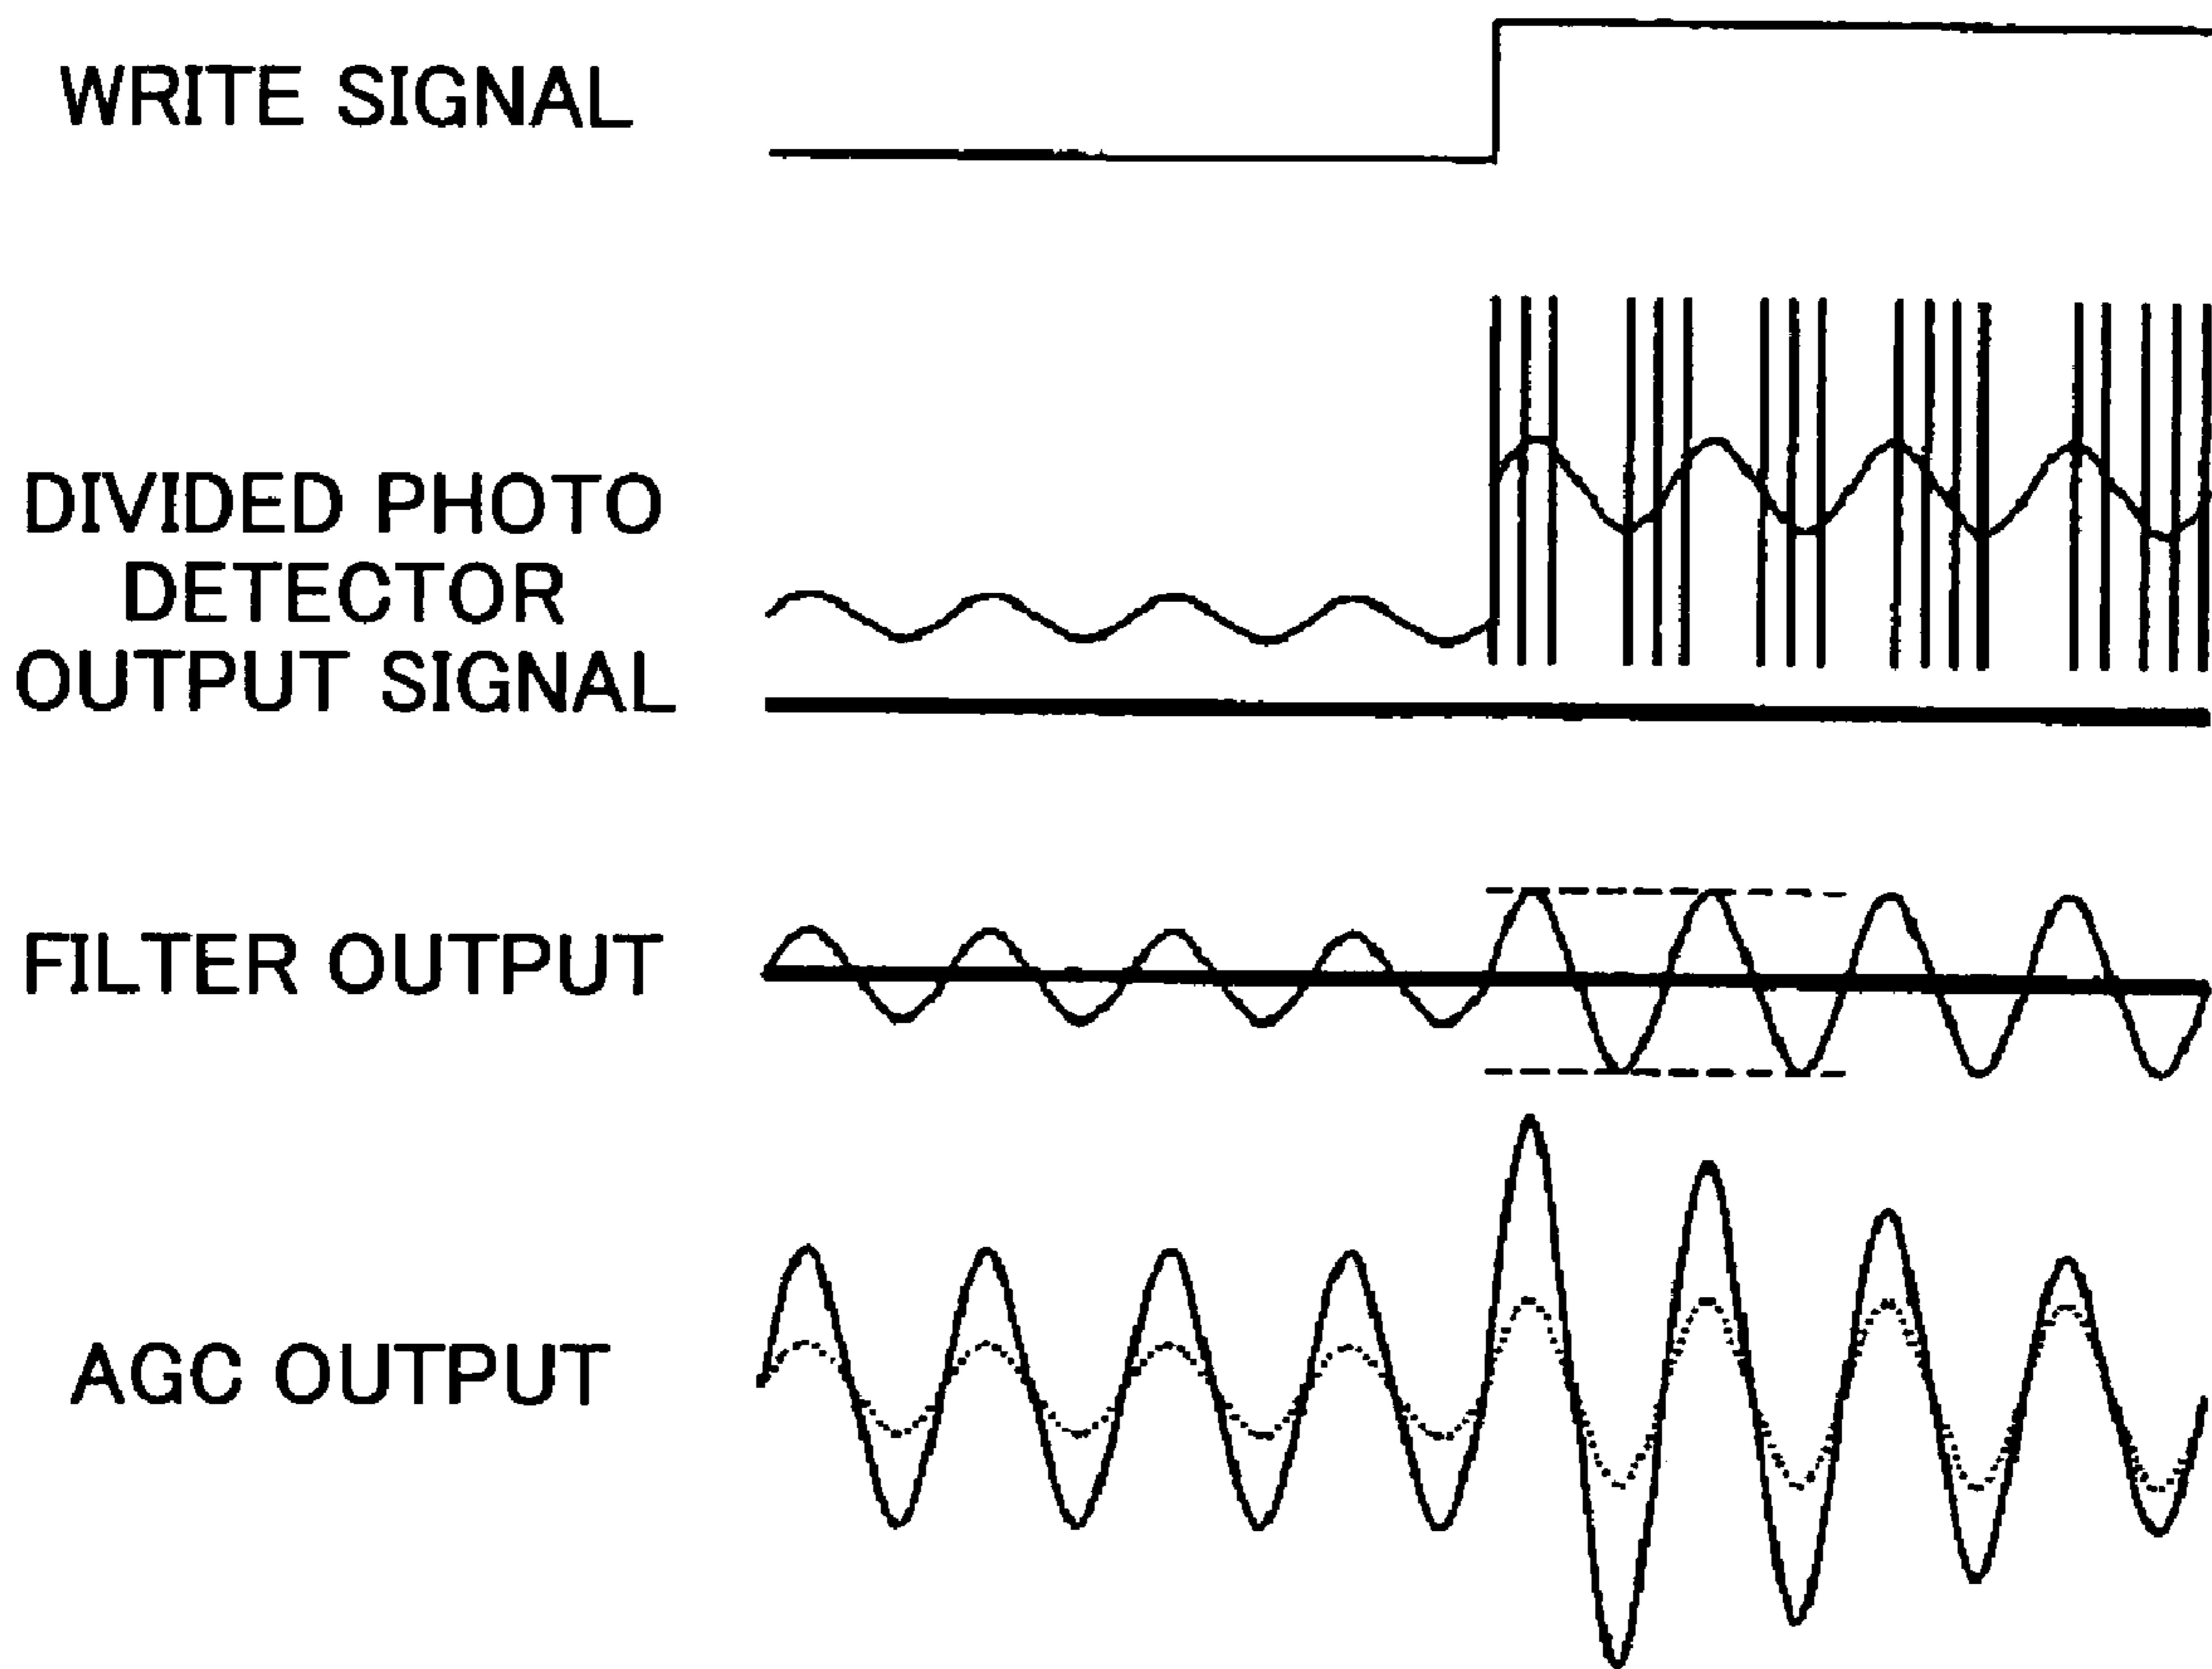 WRITE SIGNAL
DIVIDED PHOTO
DETECTOR
OUTPUT SIGNAL
FILTER OUTPUT
AGC OUTPUT